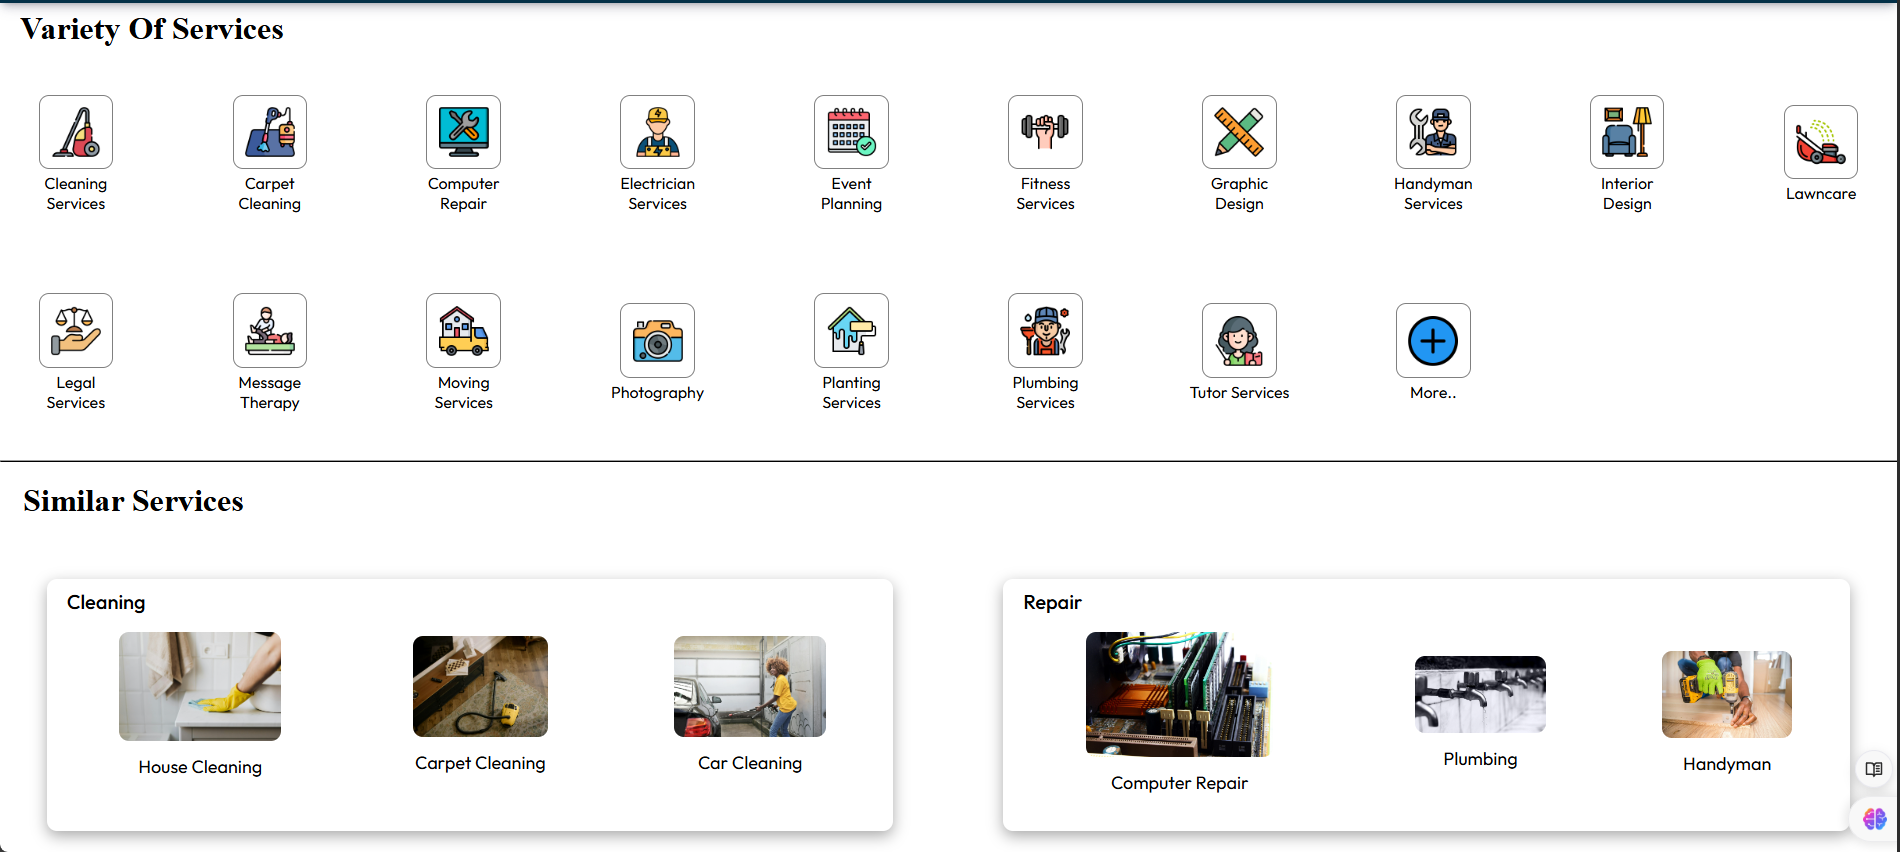 Variety Of Services
Cleaning
Services
Carpet
Cleaning
Computer
Repair
Electrician
Services
Event
Planning
Fitness
Services
Graphic
Design
Handyman
Services
Interior
Design
Lawncare
Legal
Services
Message
Therapy
Moving
Services
Photography
Planting
Services
Plumbing
Services
Tutor Services
More..
Similar Services
Cleaning
House Cleaning
Carpet Cleaning
Car Cleaning
Repair
Computer Repair
Plumbing
Handyman